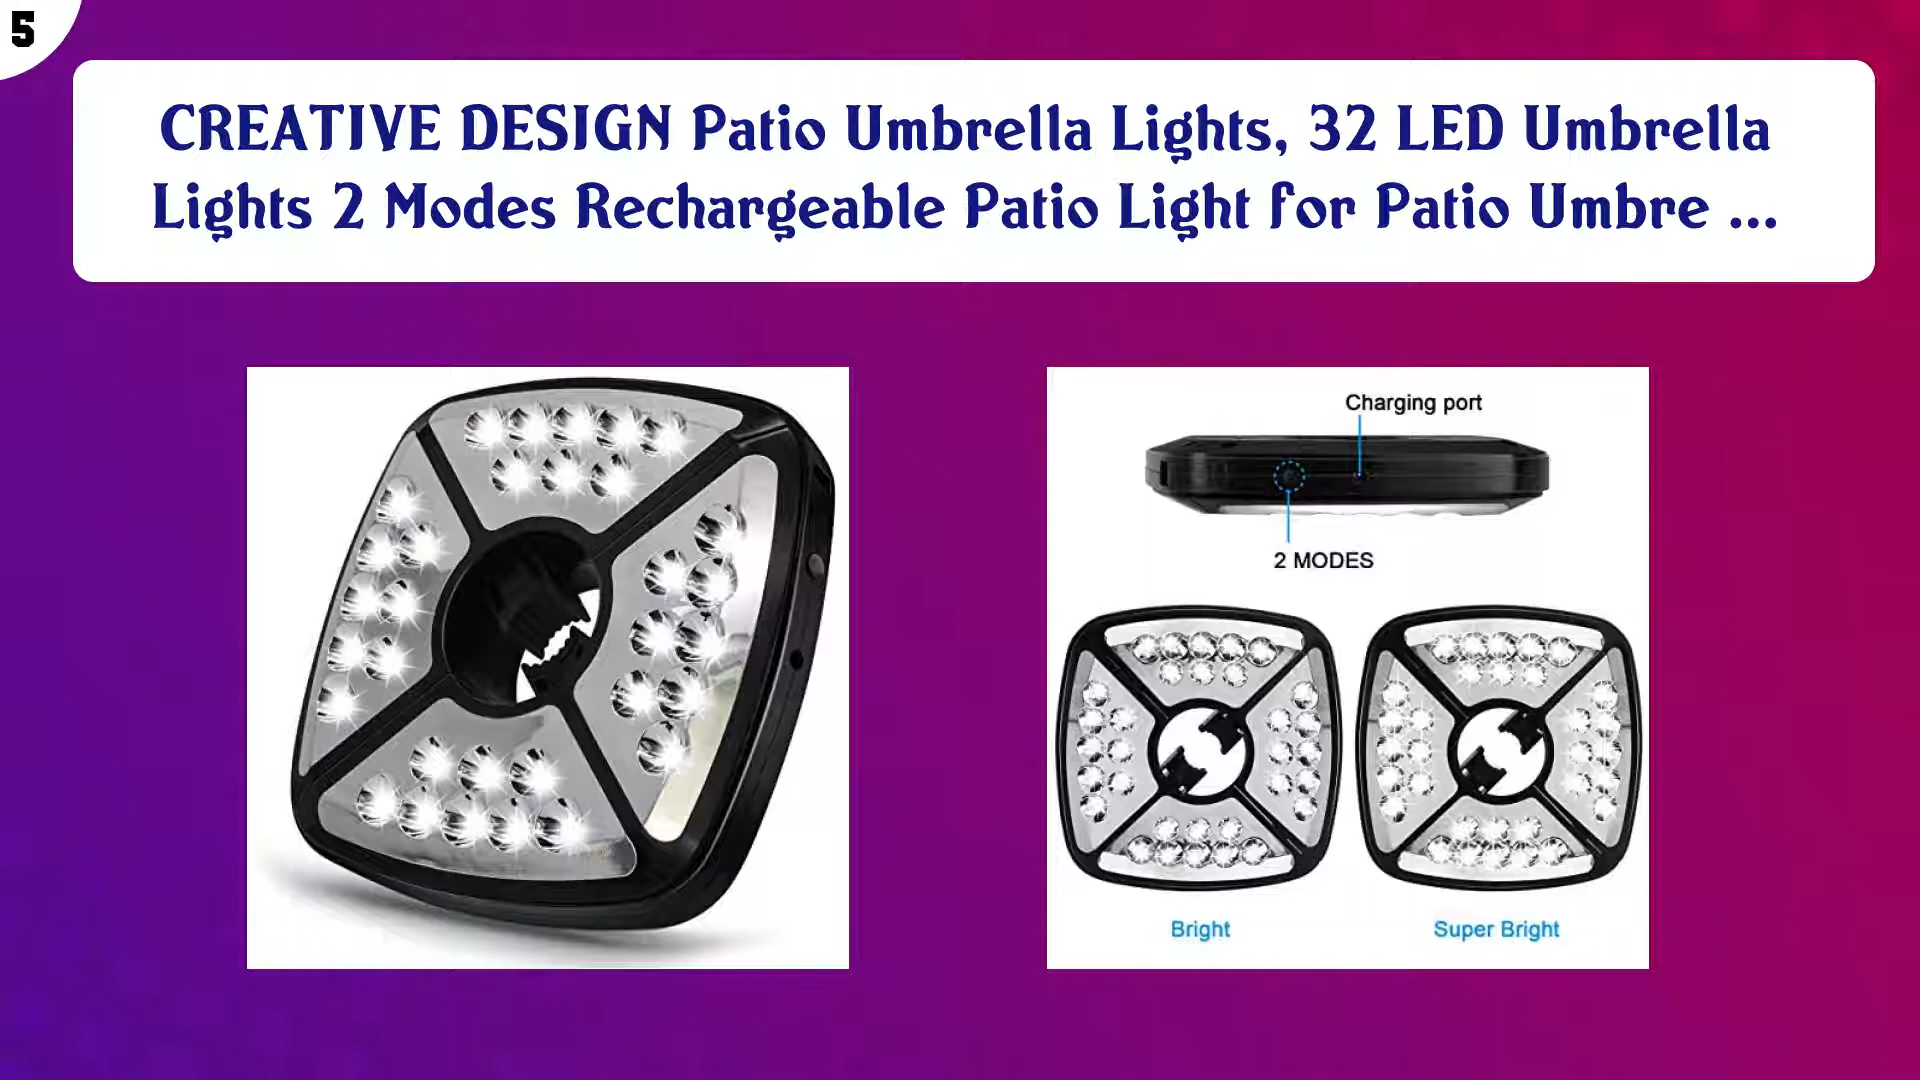 5
CREATIVE DESIGN Patio Umbrella Lights, 32 LED Umbrella
Lights 2 Modes Rechargeable Patio Light for Patio Umbre ...
Charging port
2 MODES
Bright
Super Bright